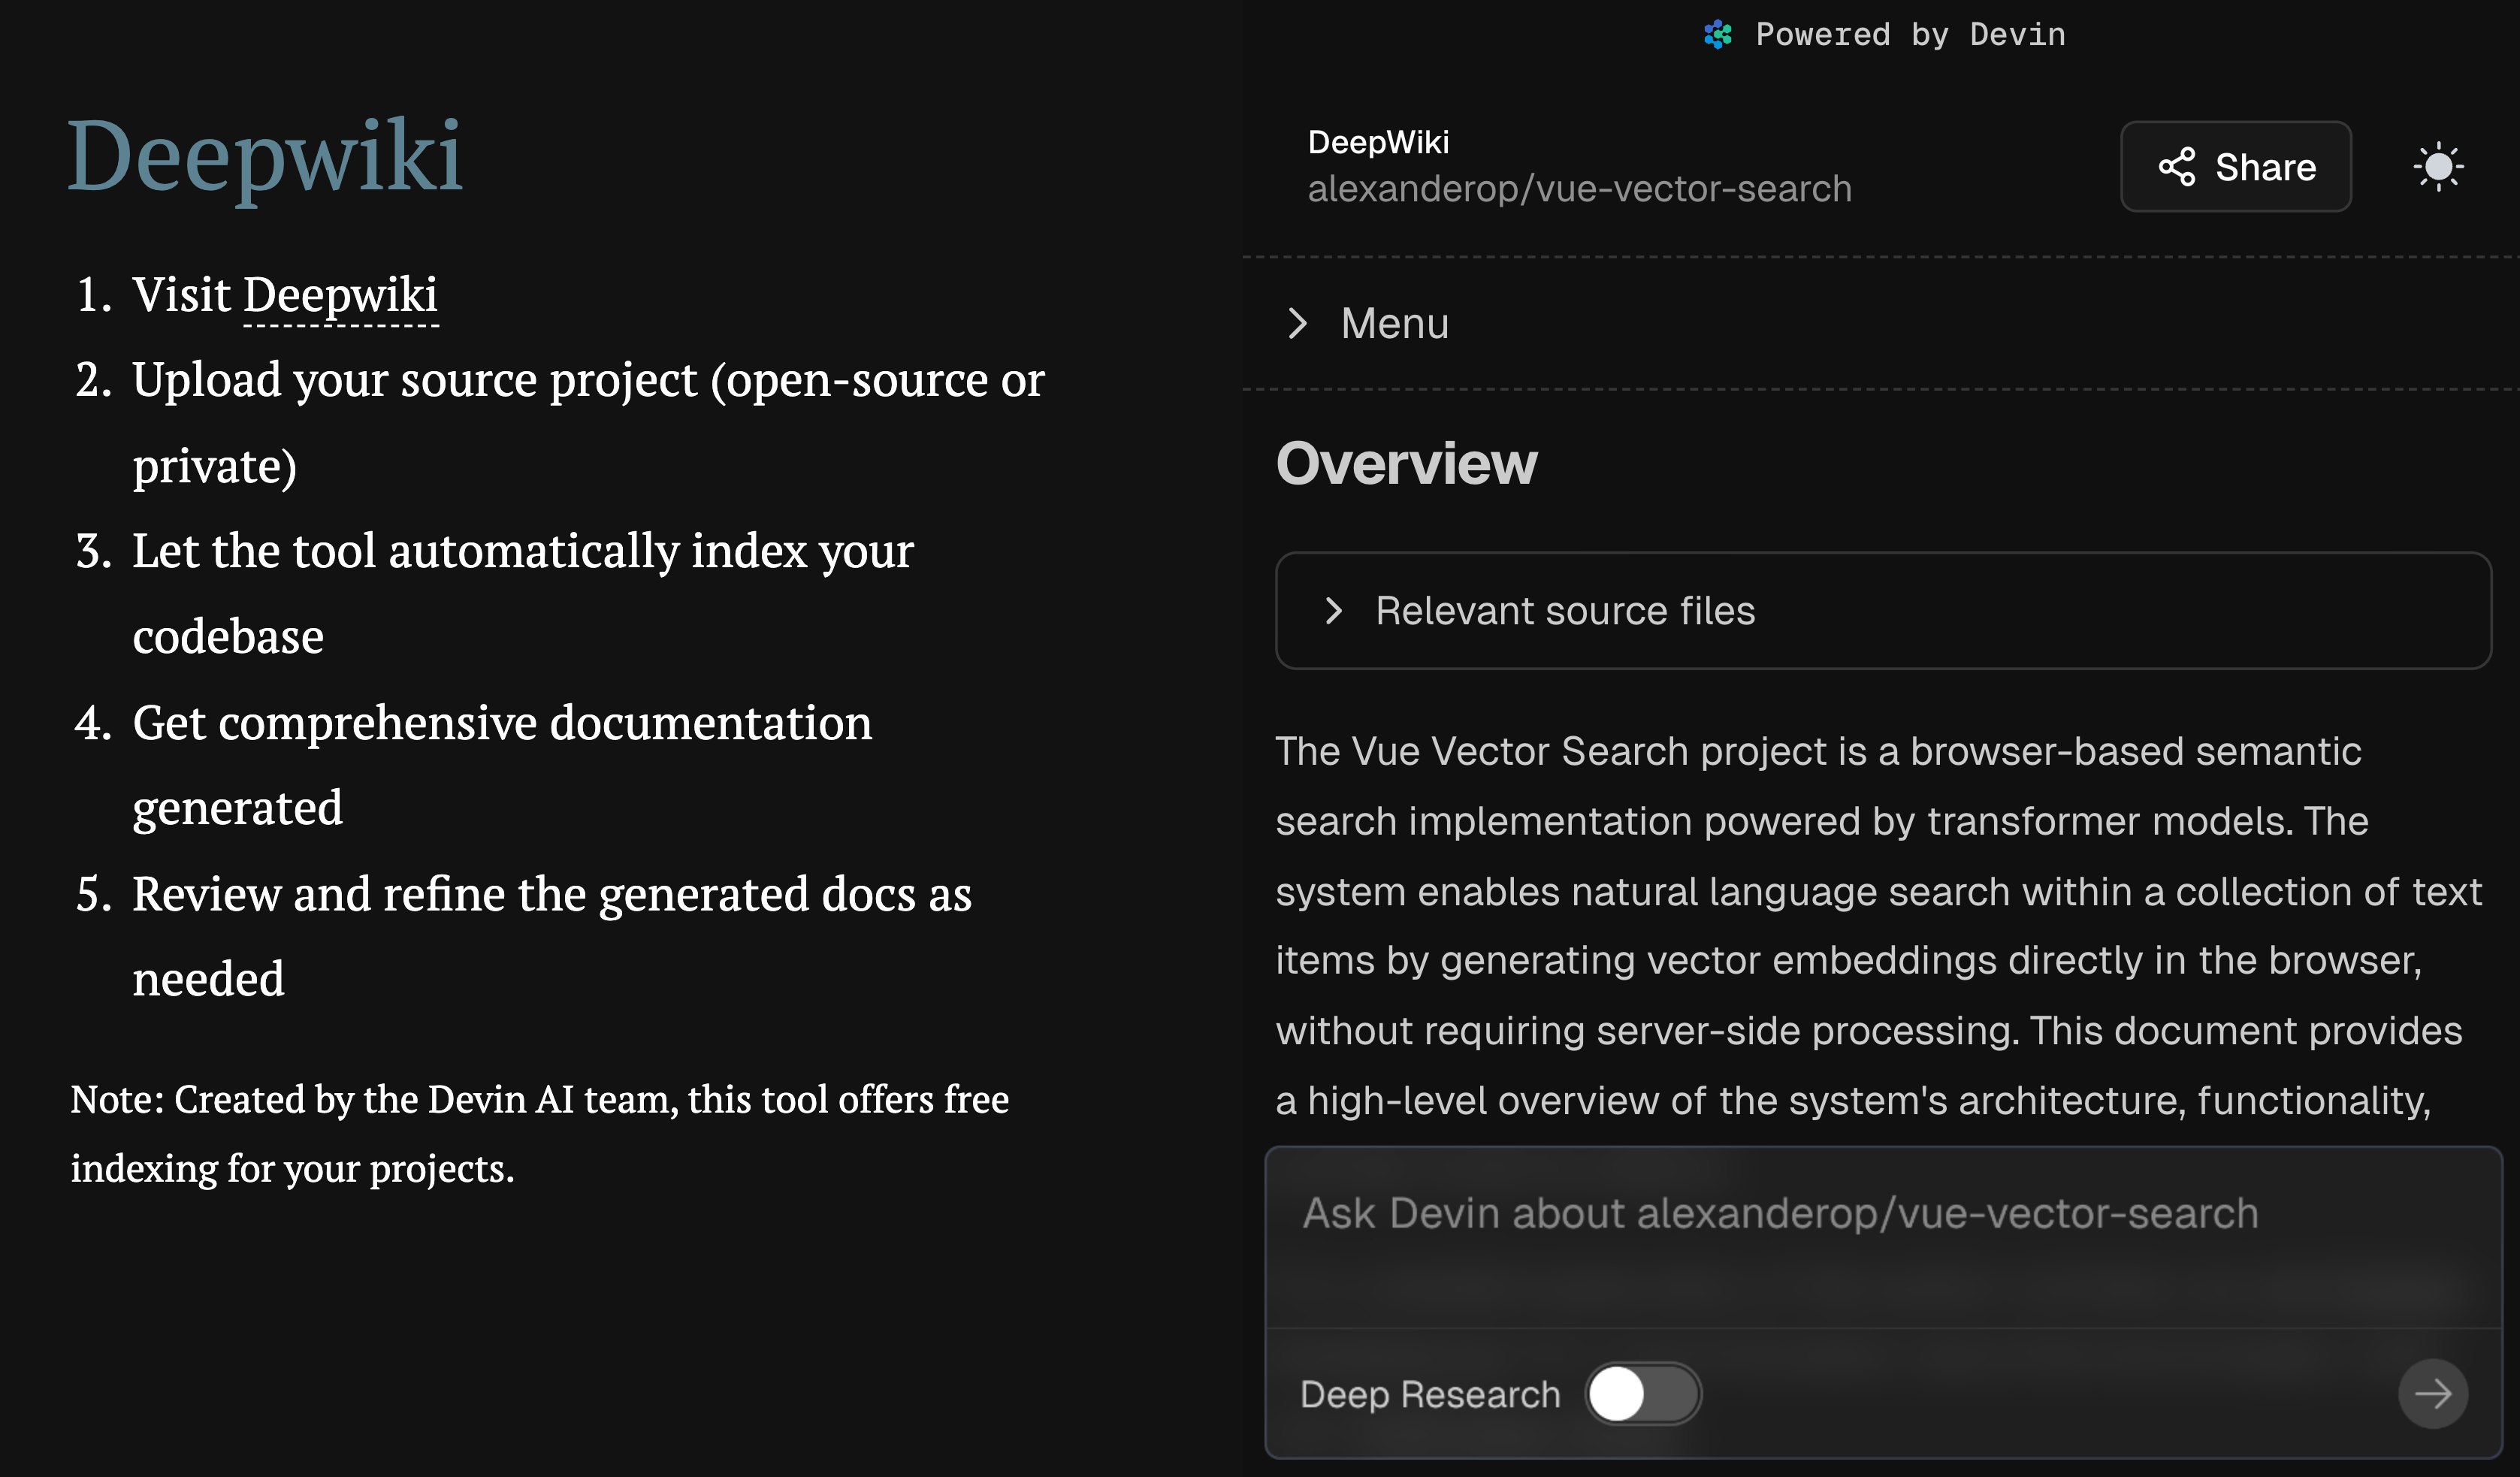 Deepwiki
1. Visit Deepwiki
2. Upload your source project (open-source or
private)
3. Let the tool automatically index your
codebase
4. Get comprehensive documentation
generated
5. Review and refine the generated docs as
needed
Note: Created by the Devin AI team, this tool offers free
indexing for your projects.
Powered by Devin
DeepWiki
alexanderop/vue-vector-search
Share
Menu
Overview
Relevant source files
The Vue Vector Search project is a browser-based semantic
search implementation powered by transformer models. The
system enables natural language search within a collection of text
items by generating vector embeddings directly in the browser,
without requiring server-side processing. This document provides
a high-level overview of the system's architecture, functionality,
Ask Devin about alexanderop/vue-vector-search
Deep Research